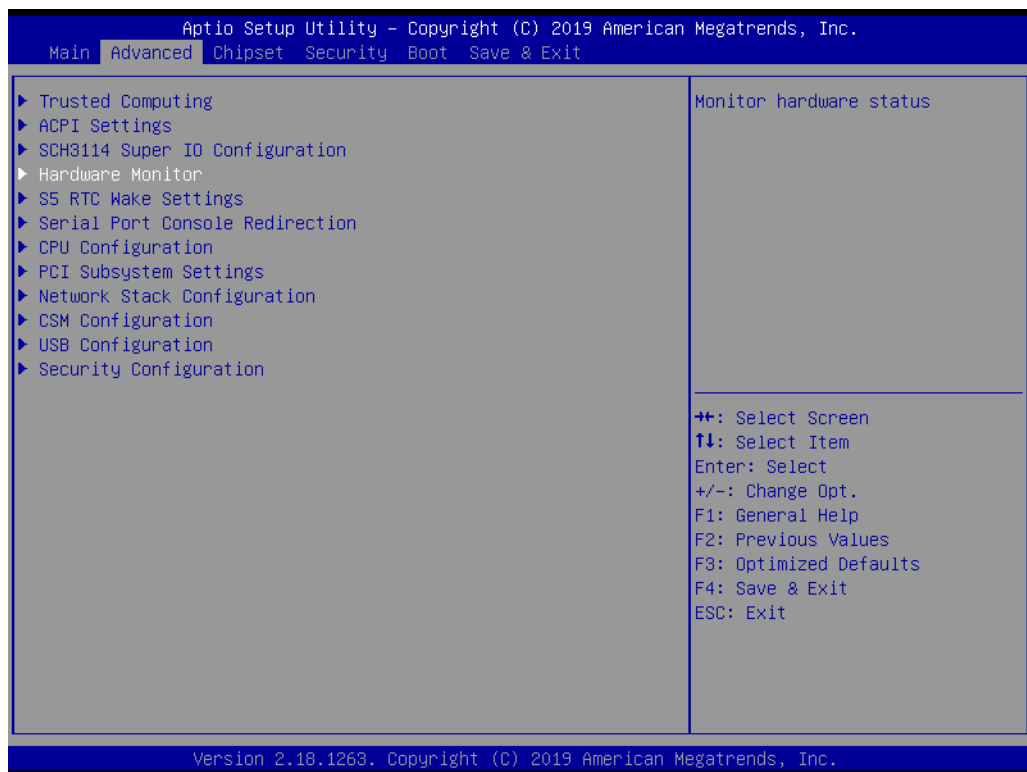 Aptio Setup Utility – Copyright (C) 2019 American Megatrends, Inc.
Main Advanced Chipset Security Boot Save & Exit
Trusted Computing
ACPI Settings
SCH3114 Super IO Configuration
Hardware Monitor
S5 RTC Wake Settings
Serial Port Console Redirection
CPU Configuration
PCI Subsystem Settings
Network Stack Configuration
CSM Configuration
USB Configuration
Security Configuration
Monitor hardware status
→←: Select Screen
↑↓: Select Item
Enter: Select
+/-: Change Opt.
F1: General Help
F2: Previous Values
F3: Optimized Defaults
F4: Save & Exit
ESC: Exit
Version 2.18.1263. Copyright (C) 2019 American Megatrends, Inc.